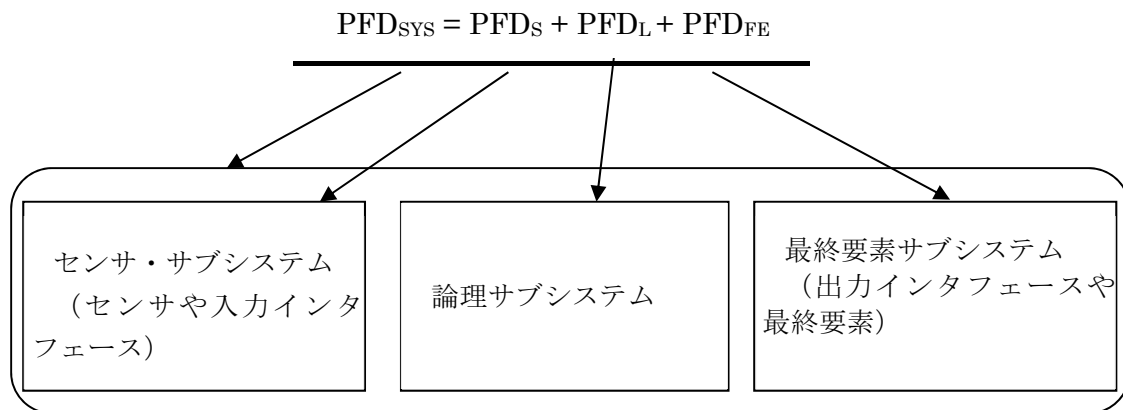 PFDSYS = PFDS + PFDL + PFDFE
センサ・サブシステム
（センサや入力インタ
フェース）
論理サブシステム
最終要素サブシステム
（出力インタフェースや
最終要素）